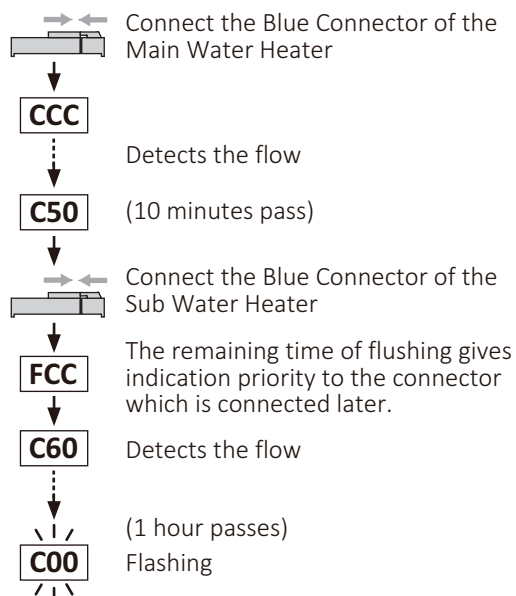 Connect the Blue Connector of the
Main Water Heater
CCC
Detects the flow
C50 (10 minutes pass)
Connect the Blue Connector of the
Sub Water Heater
The remaining time of flushing gives
FCC indication priority to the connector
which is connected later.
C60 Detects the flow
(1 hour passes)
C00 Flashing